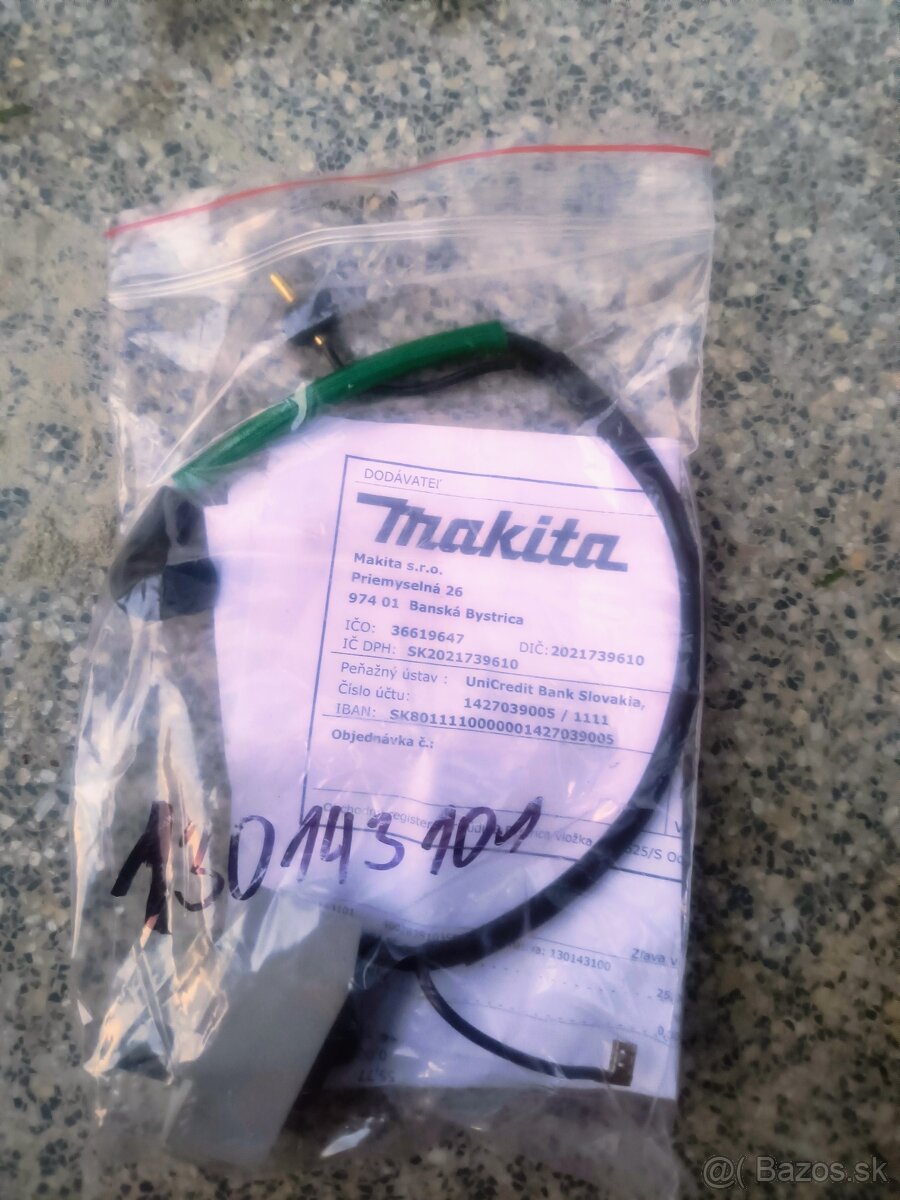 DODÁVATEĽ
makita
Makita s.r.o.
Priemyselná 26
974 01 Banská Bystrica
IČO: 36619647 DIČ: 2021739610
IČ DPH: SK2021739610
Peňažný ústav : UniCredit Bank Slovakia,
Číslo účtu: 1427039005 / 1111
IBAN: SK8011110000001427039005
Objednávka č.:
130143101
130143100
Zľava v
@( Bazos.sk